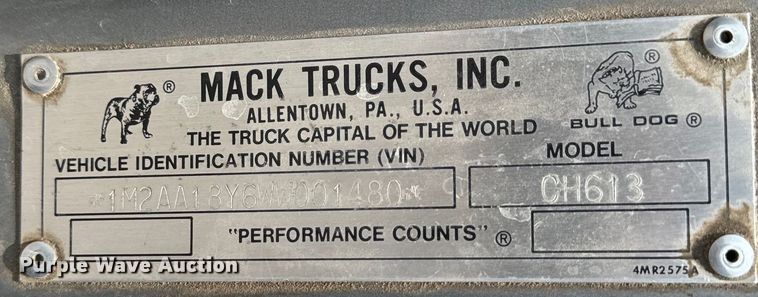 MACK TRUCKS, INC.
ALLENTOWN, PA., U.S.A.
THE TRUCK CAPITAL OF THE WORLD
®
BULL DOG ®
VEHICLE IDENTIFICATION NUMBER (VIN)
MODEL
*1M2AA18Y6WW001480*
CH613
"PERFORMANCE COUNTS" ®
4MR2575A
Purple Wave Auction